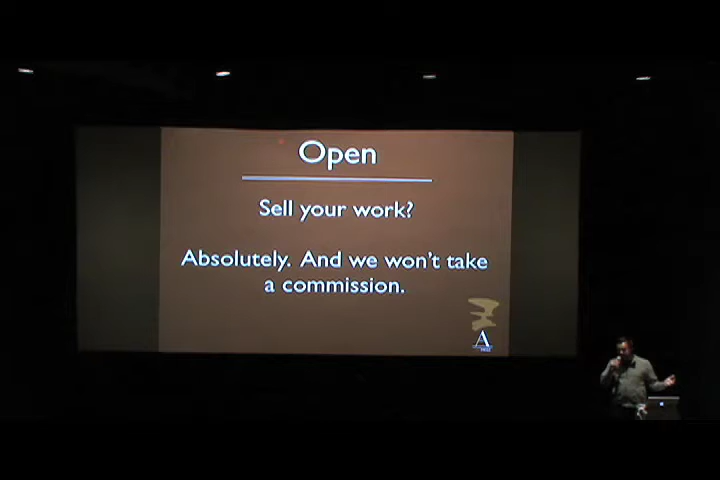 Open
Sell your work?
Absolutely. And we won't take
a commission.
A